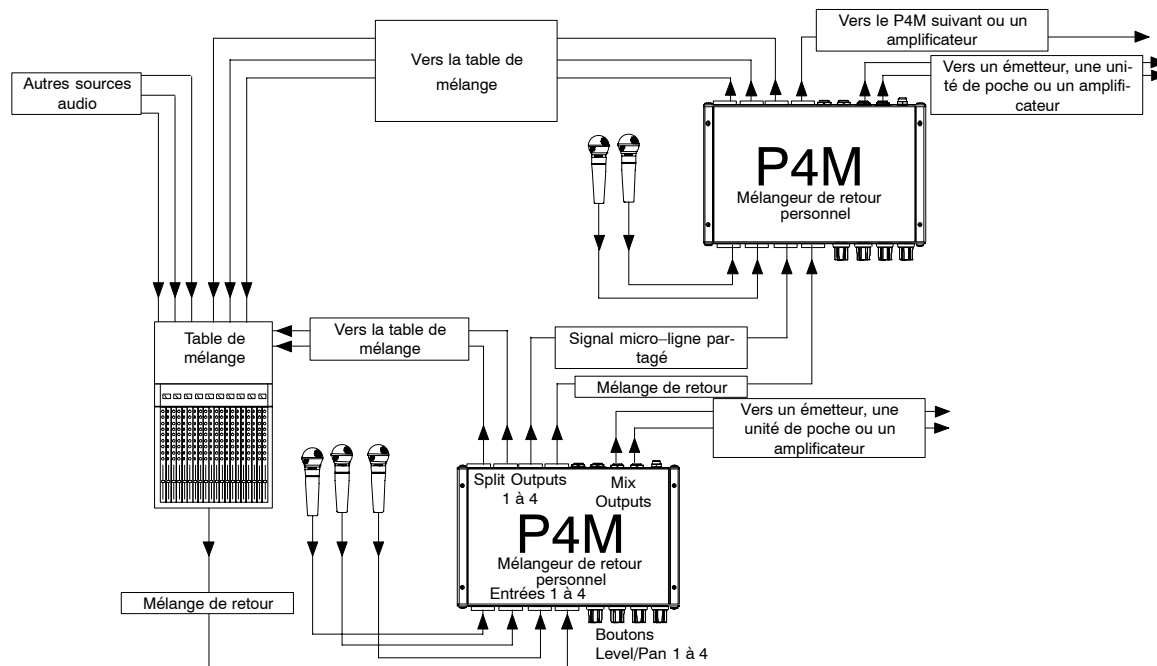 Vers le P4M suivant ou un
amplificateur
Vers la table de
mélange
Autres sources
audio
Vers un émetteur, une uni-
té de poche ou un amplifi-
cateur
P4M
Mélangeur de retour
personnel
Table de
mélange
Vers la table de
mélange
Signal micro–ligne par-
tagé
Mélange de retour
Vers un émetteur, une
unité de poche ou un
amplificateur
Split Outputs
1 à 4
Mix
Outputs
P4M
Mélangeur de retour
personnel
Entrées 1 à 4
Mélange de retour
Boutons
Level/Pan 1 à 4